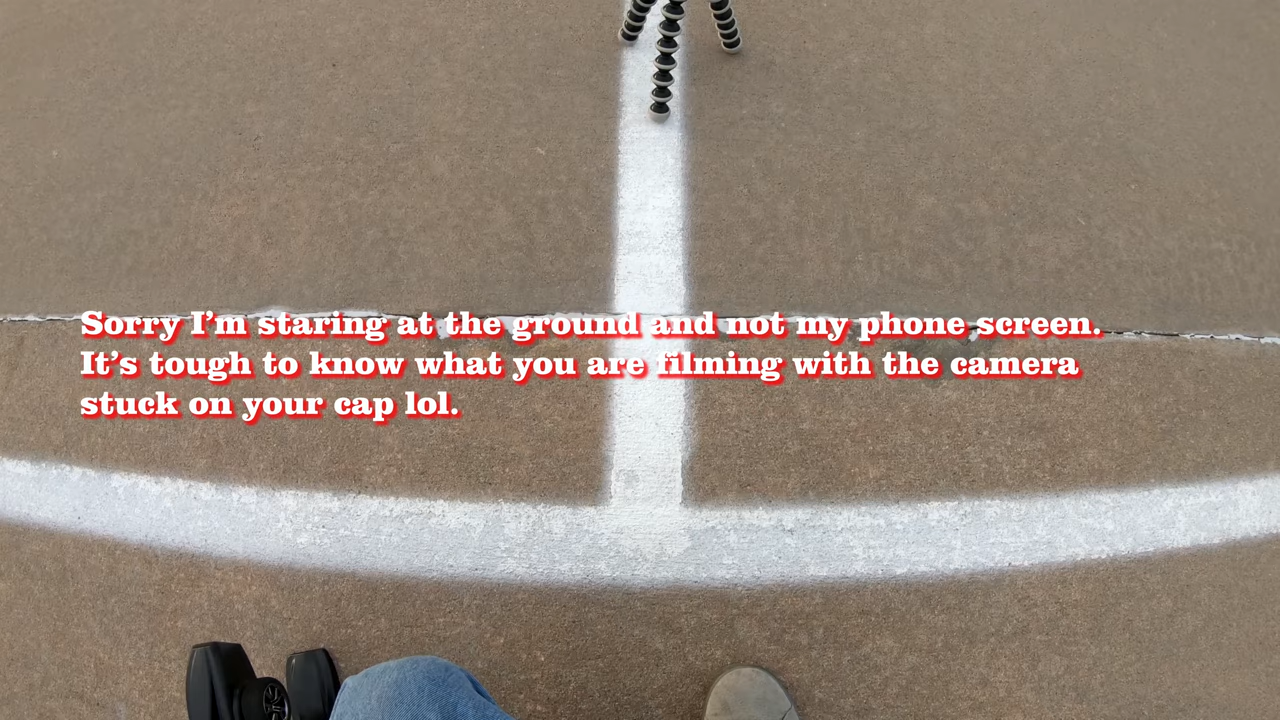 Sorry I’m staring at the ground and not my phone screen.
It’s tough to know what you are filming with the camera
stuck on your cap lol.